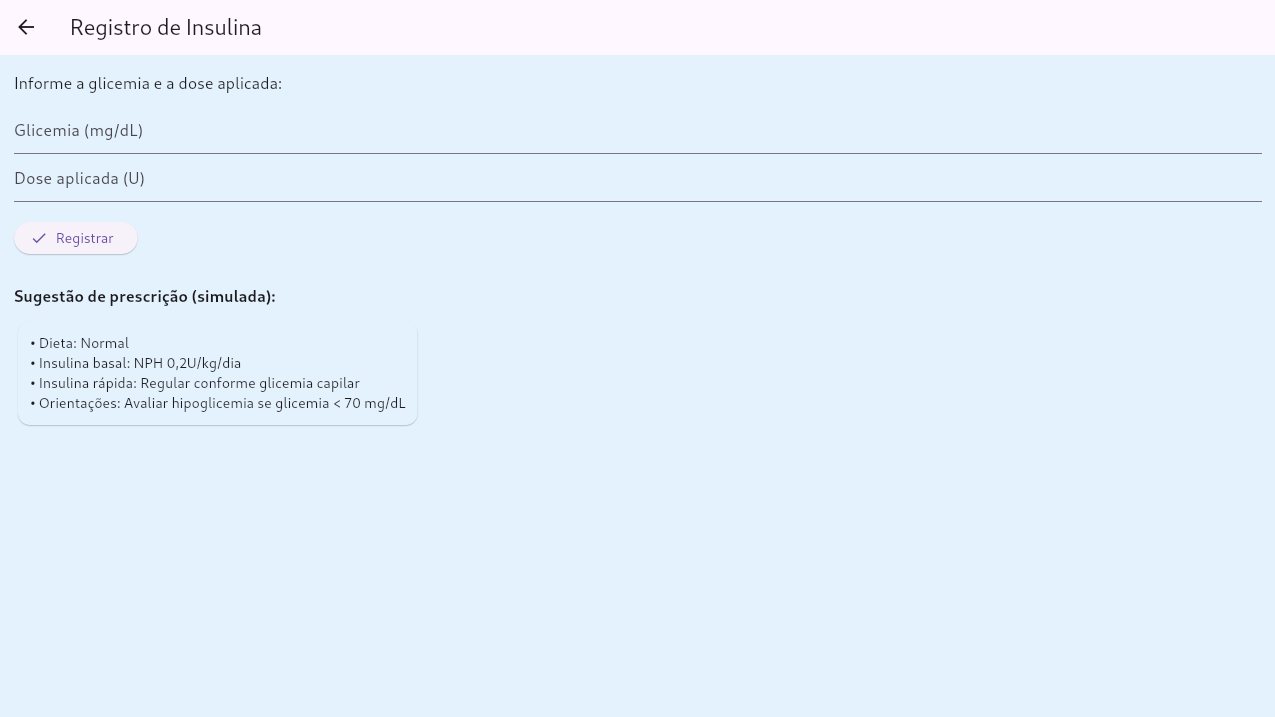 Registro de Insulina
Informe a glicemia e a dose aplicada:
Glicemia (mg/dL)
Dose aplicada (U)
Registrar
Sugestão de prescrição (simulada):
• Dieta: Normal
• Insulina basal: NPH 0,2U/kg/dia
• Insulina rápida: Regular conforme glicemia capilar
• Orientações: Avaliar hipoglicemia se glicemia < 70 mg/dL